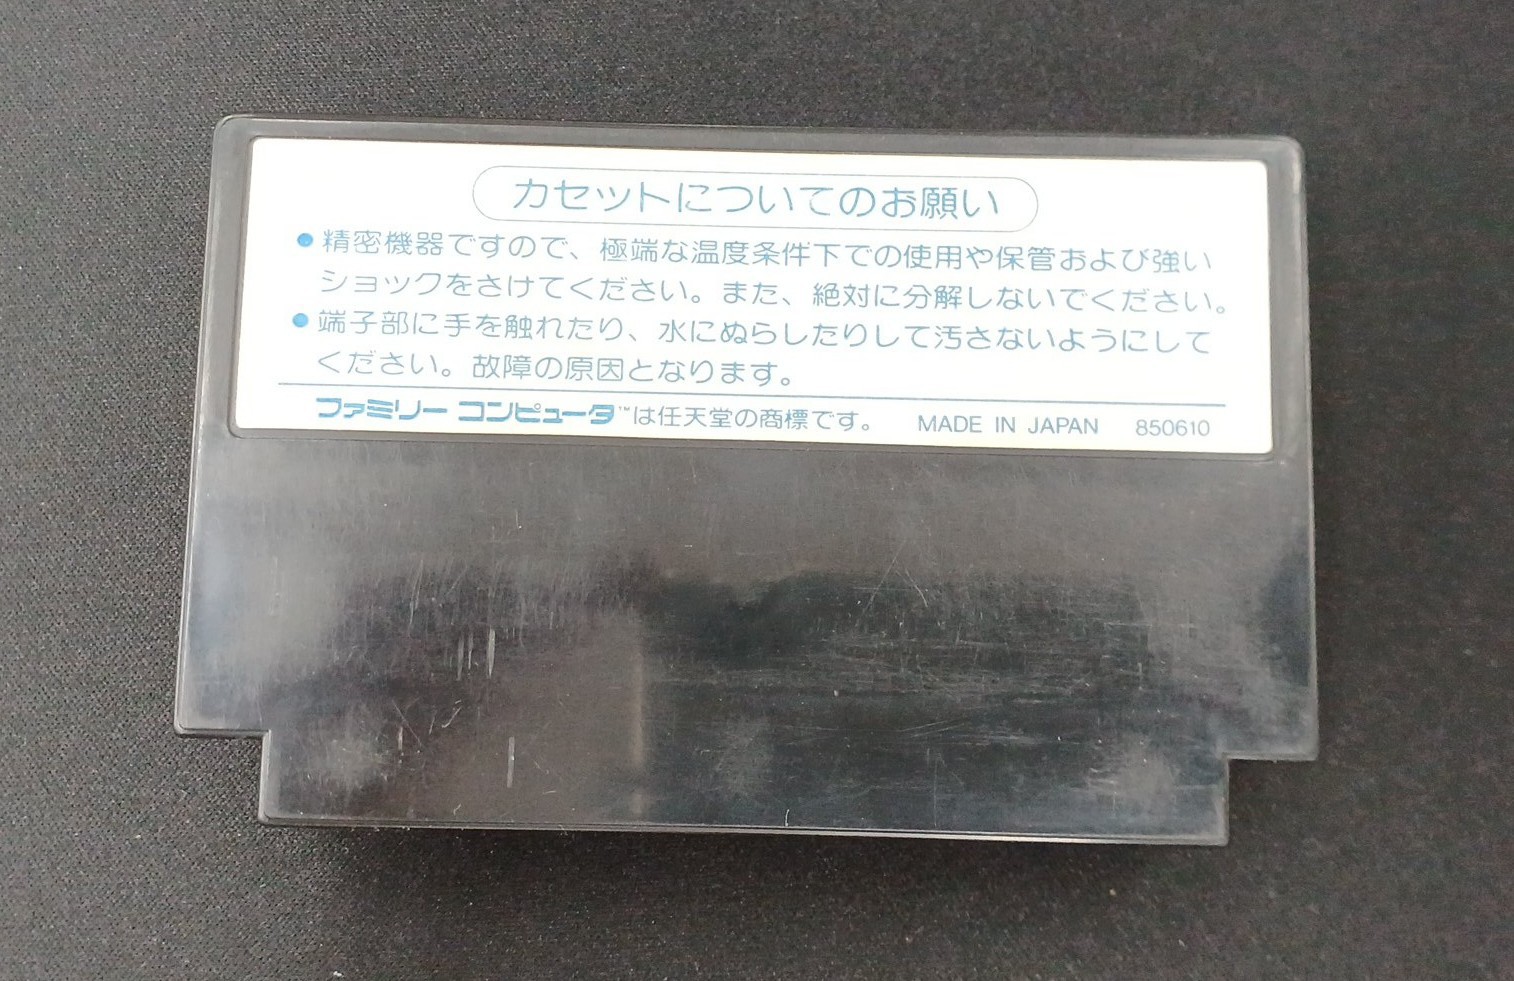 カセットについてのお願い
●精密機器ですので、極端な温度条件下での使用や保管および強い
ショックをさけてください。また、絶対に分解しないでください。
●端子部に手を触れたり、水にぬらしたりして汚さないようにして
ください。故障の原因となります。
ファミリー コンピュータ™は任天堂の商標です。 MADE IN JAPAN 850610